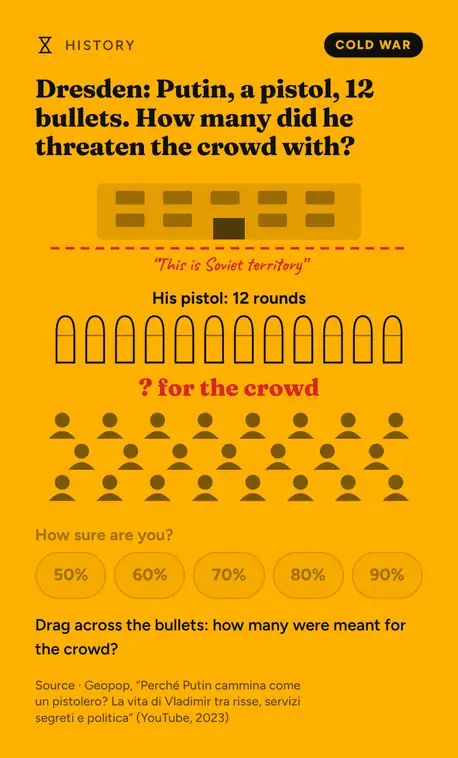 HISTORY
COLD WAR
Dresden: Putin, a pistol, 12
bullets. How many did he
threaten the crowd with?
“This is Soviet territory”
His pistol: 12 rounds
? for the crowd
How sure are you?
50% 60% 70% 80% 90%
Drag across the bullets: how many were meant for
the crowd?
Source · Geopop, “Perché Putin cammina come
un pistolero? La vita di Vladimir tra risse, servizi
segreti e politica” (YouTube, 2023)